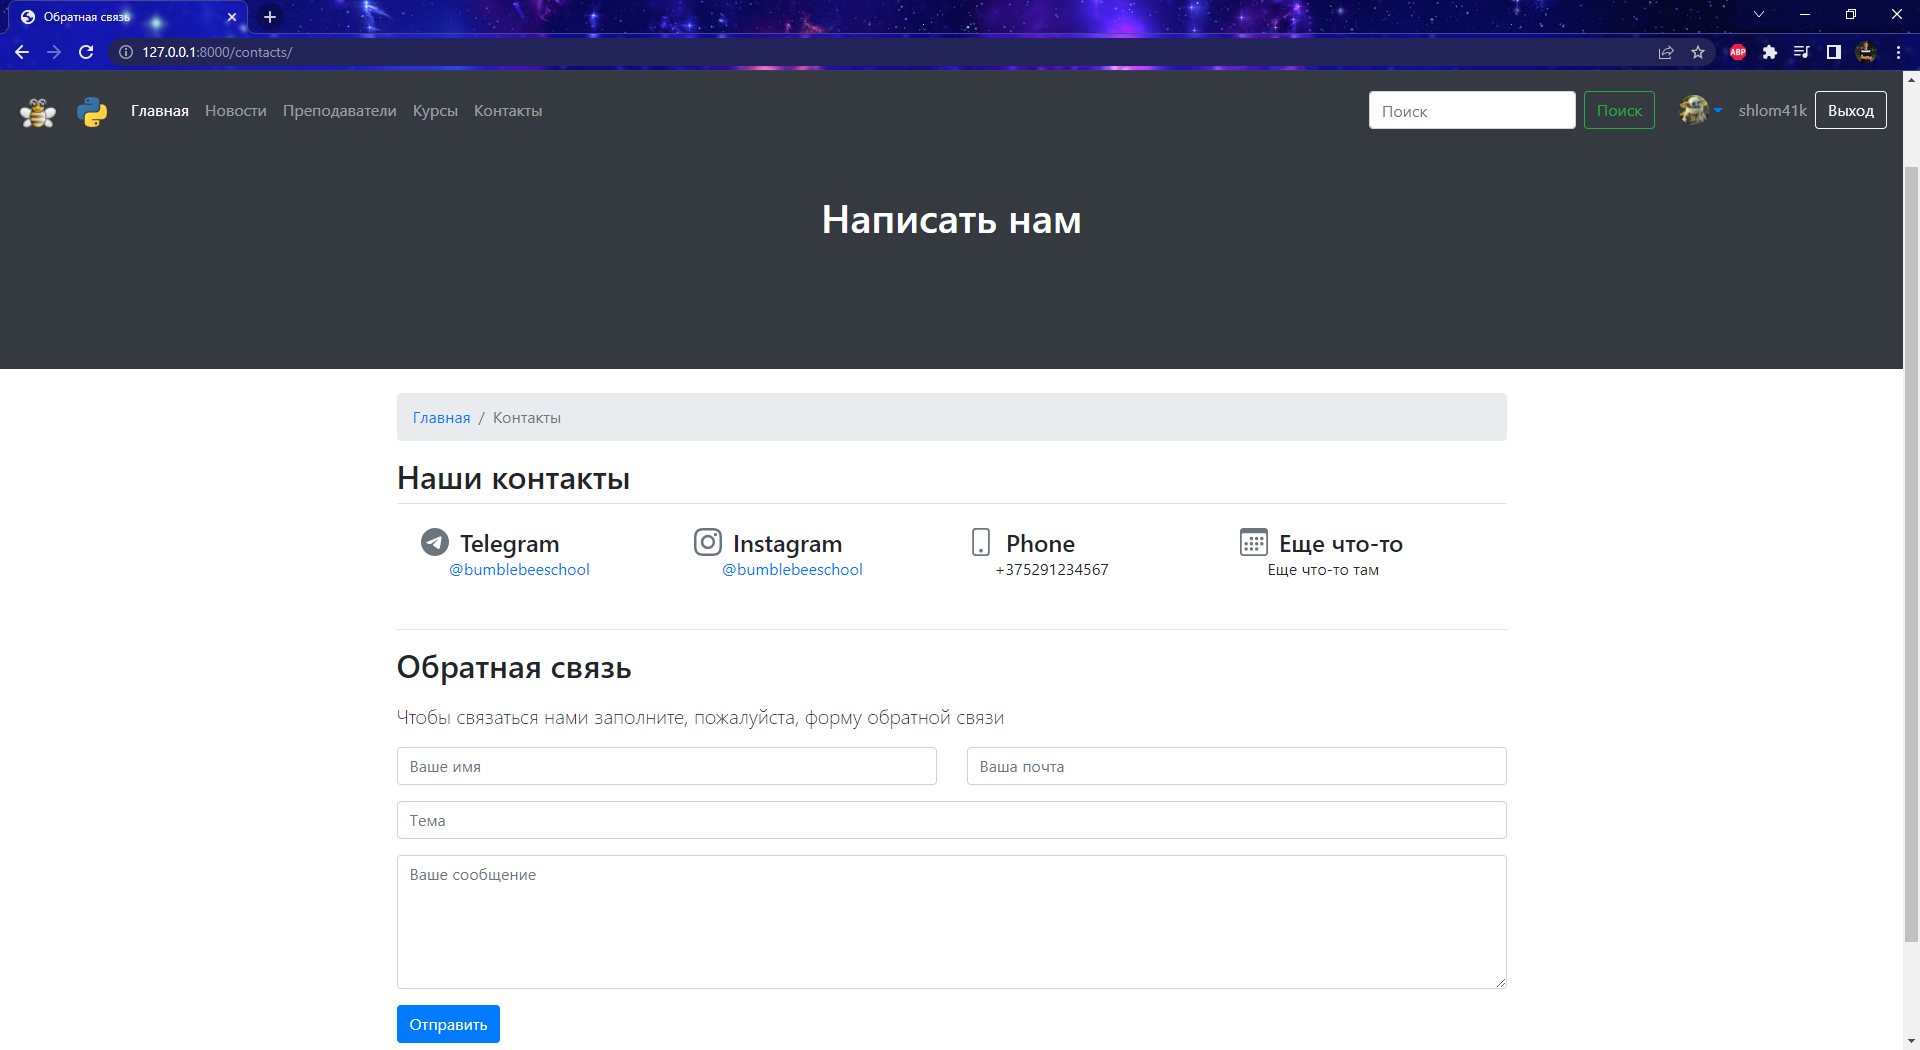 Обратная связь
127.0.0.1:8000/contacts/
ABP
Главная Новости Преподаватели Курсы Контакты Поиск Поиск shlom41k Выход
Написать нам
Главная / Контакты
Наши контакты
Telegram Instagram Phone Еще что-то
@bumblebeeschool @bumblebeeschool +375291234567 Еще что-то там
Обратная связь
Чтобы связаться нами заполните, пожалуйста, форму обратной связи
Ваше имя Ваша почта
Тема
Ваше сообщение
Отправить